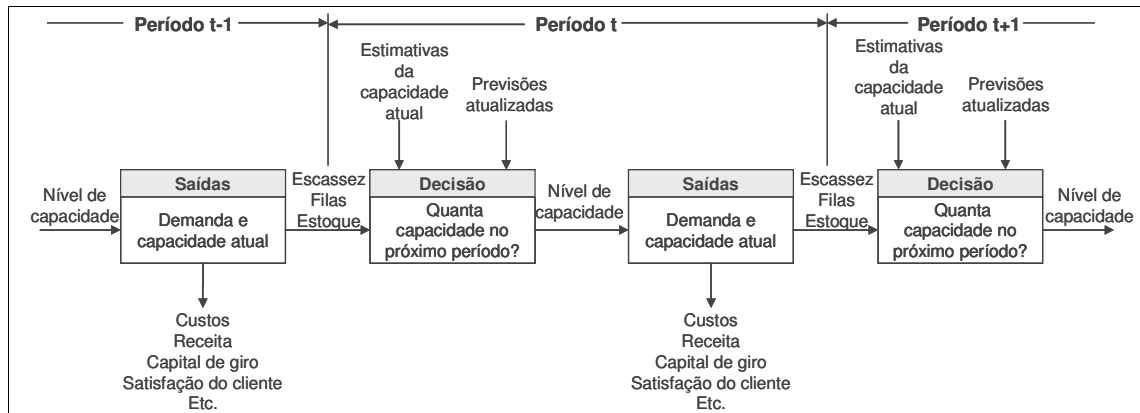 Período t-1
Período t
Período t+1
Estimativas
da
capacidade
atual
Previsões
atualizadas
Estimativas
da
capacidade
atual
Previsões
atualizadas
Nível de
capacidade
Saídas
Demanda e
capacidade atual
Escassez
Filas
Estoque
Decisão
Quanta
capacidade no
próximo período?
Nível de
capacidade
Saídas
Demanda e
capacidade atual
Escassez
Filas
Estoque
Decisão
Quanta
capacidade no
próximo período?
Nível de
capacidade
Custos
Receita
Capital de giro
Satisfação do cliente
Etc.
Custos
Receita
Capital de giro
Satisfação do cliente
Etc.